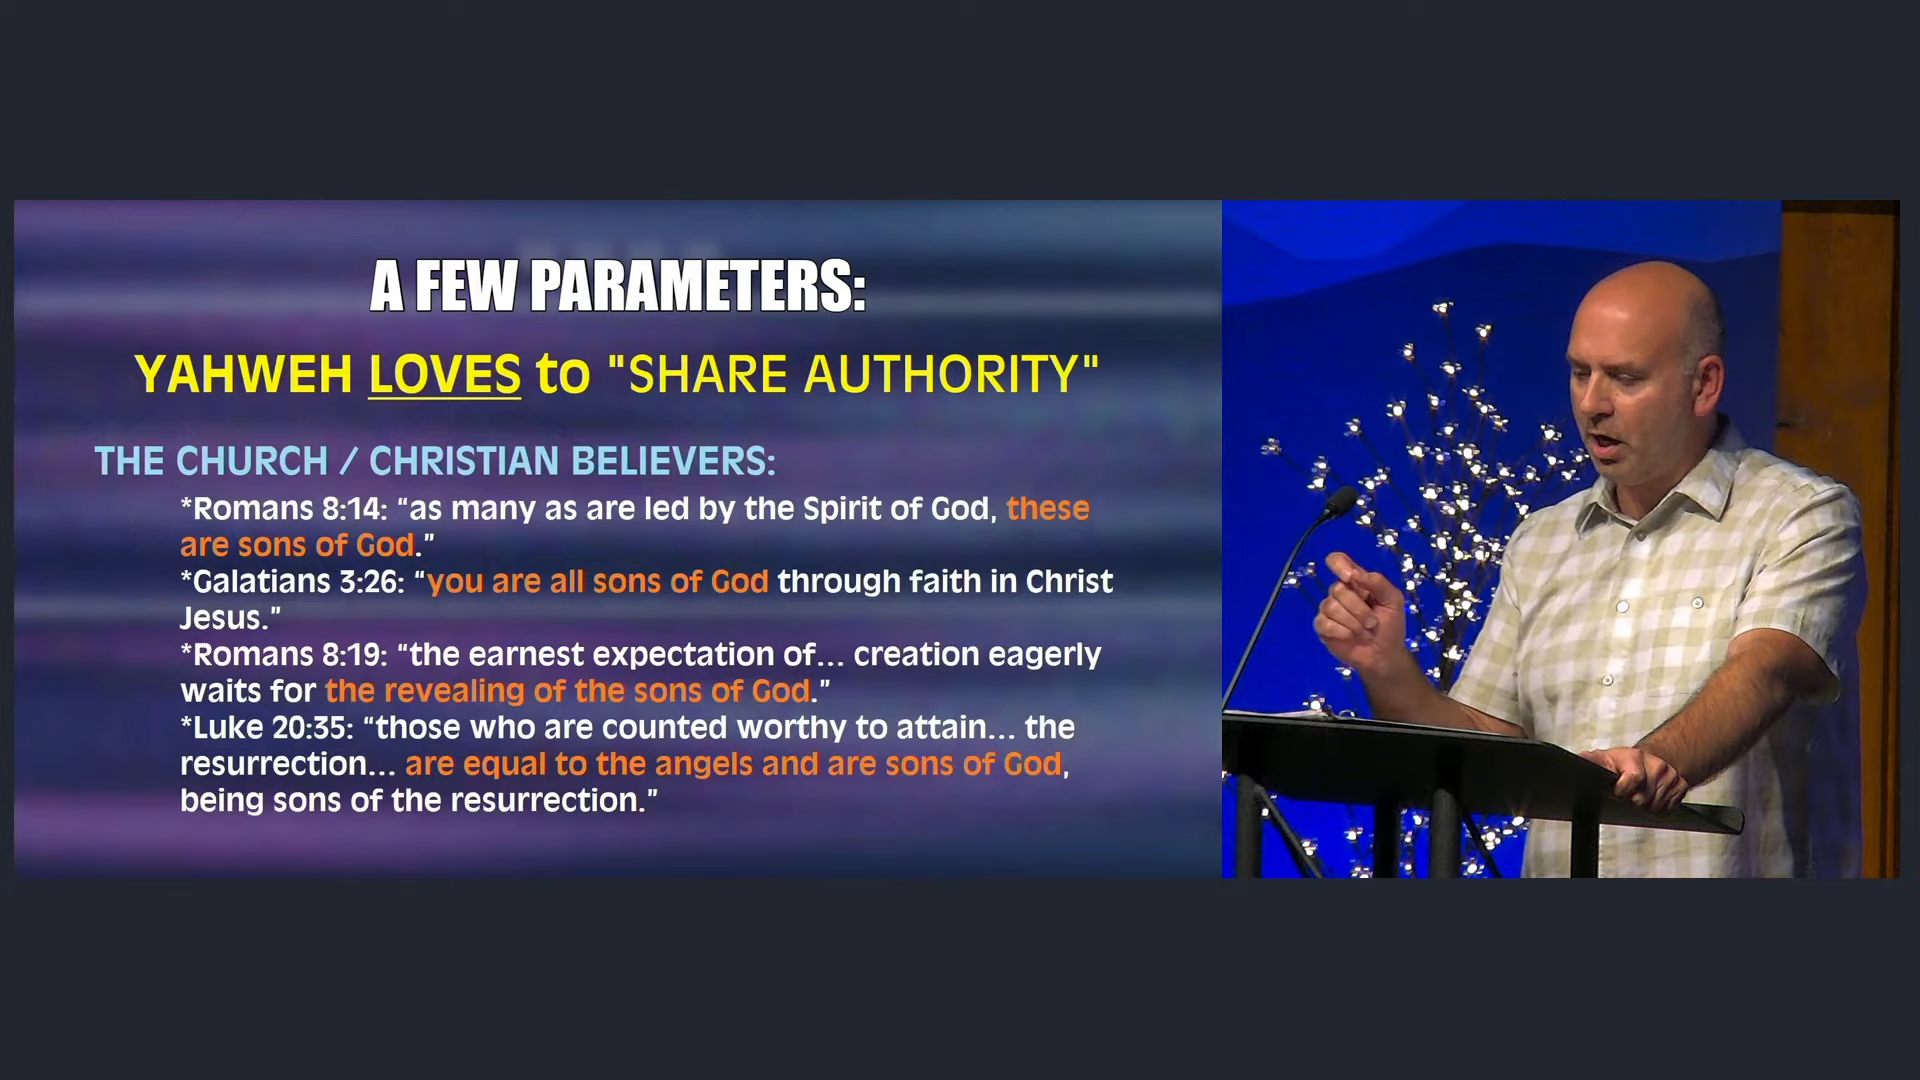 A FEW PARAMETERS:
YAHWEH LOVES to "SHARE AUTHORITY"
THE CHURCH / CHRISTIAN BELIEVERS:
*Romans 8:14: “as many as are led by the Spirit of God, these
are sons of God.”
*Galatians 3:26: “you are all sons of God through faith in Christ
Jesus.”
*Romans 8:19: “the earnest expectation of... creation eagerly
waits for the revealing of the sons of God.”
*Luke 20:35: “those who are counted worthy to attain... the
resurrection... are equal to the angels and are sons of God,
being sons of the resurrection.”